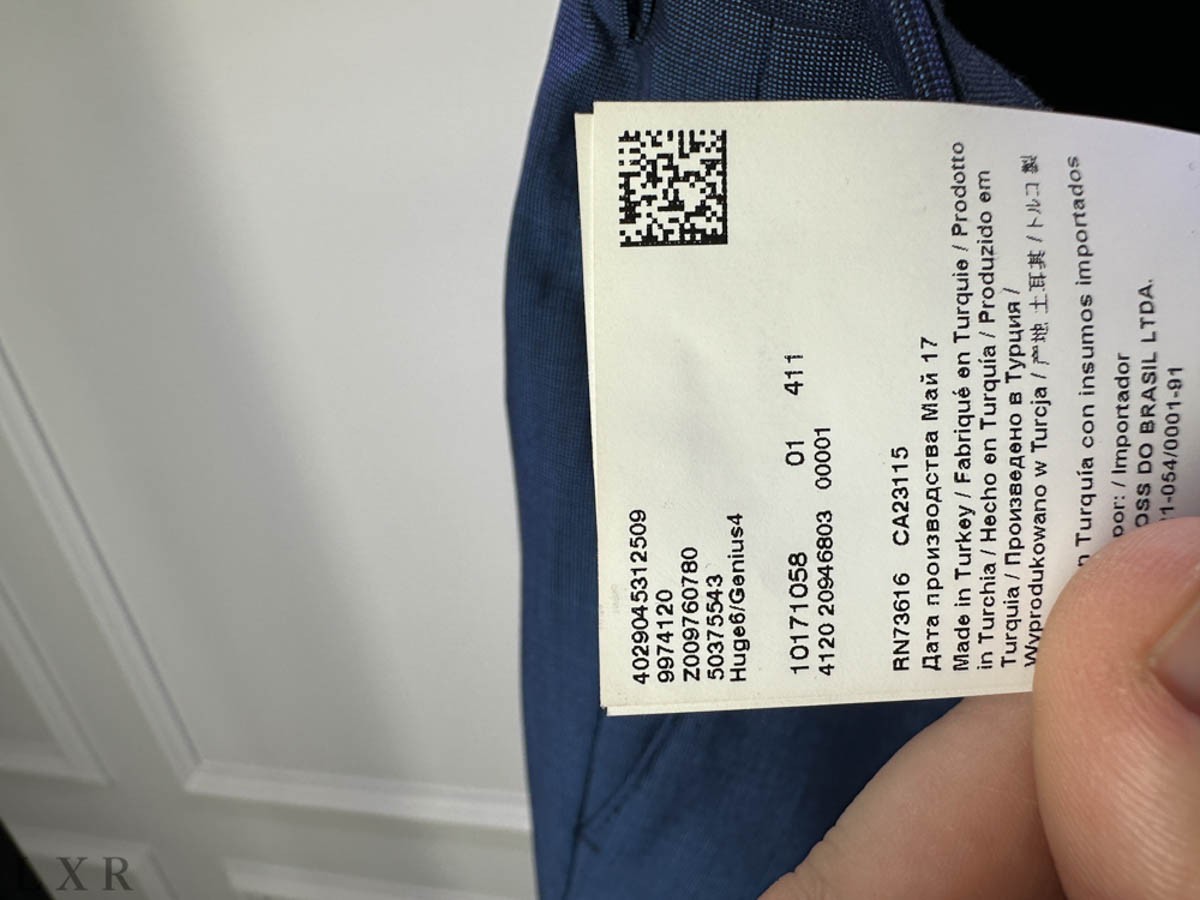 4029045312509
9974120
Z009760780
50375543
Huge6/Genius4
10171058 01 411
4120 20946803 00001
RN73616 CA23115
Дата производства Май 17
Made in Turkey / Fabriqué en Turquie / Prodotto
in Turchia / Hecho en Turquía / Produzido em
Turquia / Произведено в Турция /
Wyprodukowano w Turcja / 产地 土耳其 / トルコ 製
Turquía con insumos importados
por: / Importador
OSS DO BRASIL LTDA.
1-054/0001-91
L X R